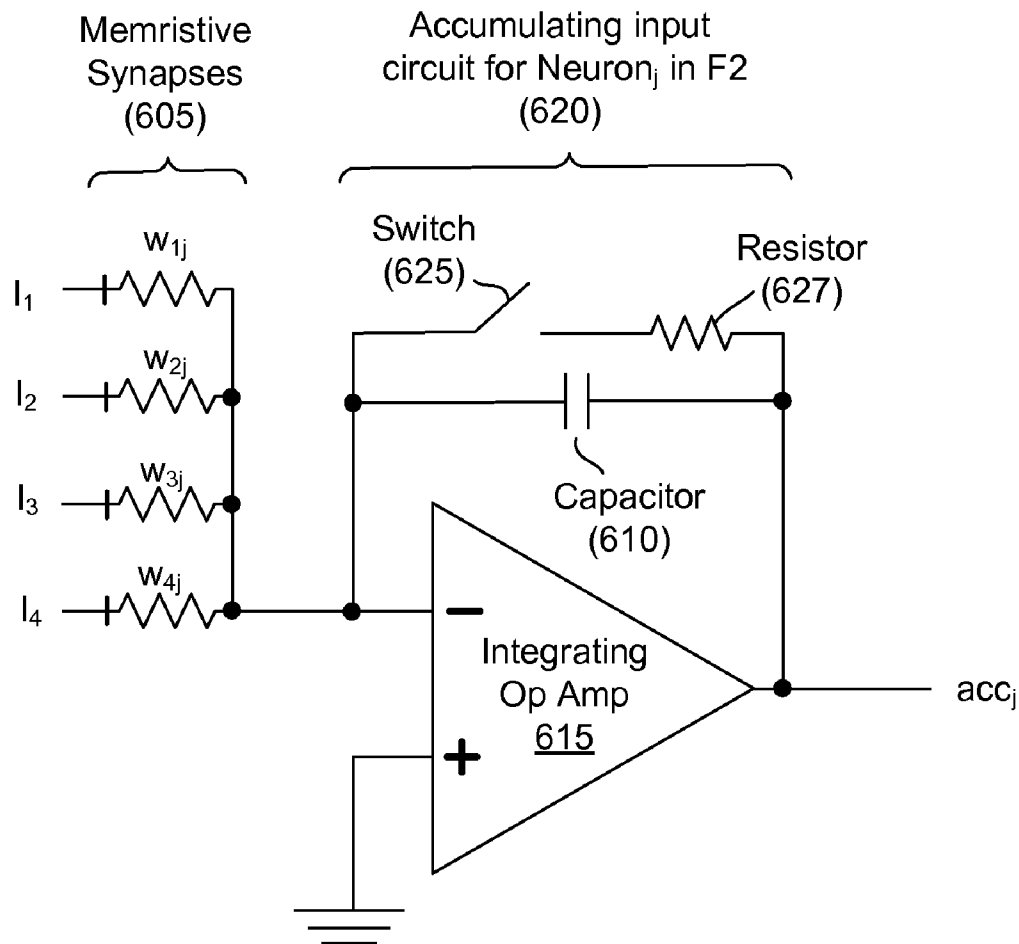 Memristive
Synapses
(605)
Accumulating input
circuit for Neuronj in F2
(620)
Switch
(625)
Resistor
(627)
w1j
I1
w2j
I2
w3j
I3
w4j
I4
Capacitor
(610)
−
Integrating
Op Amp
615
+
accj